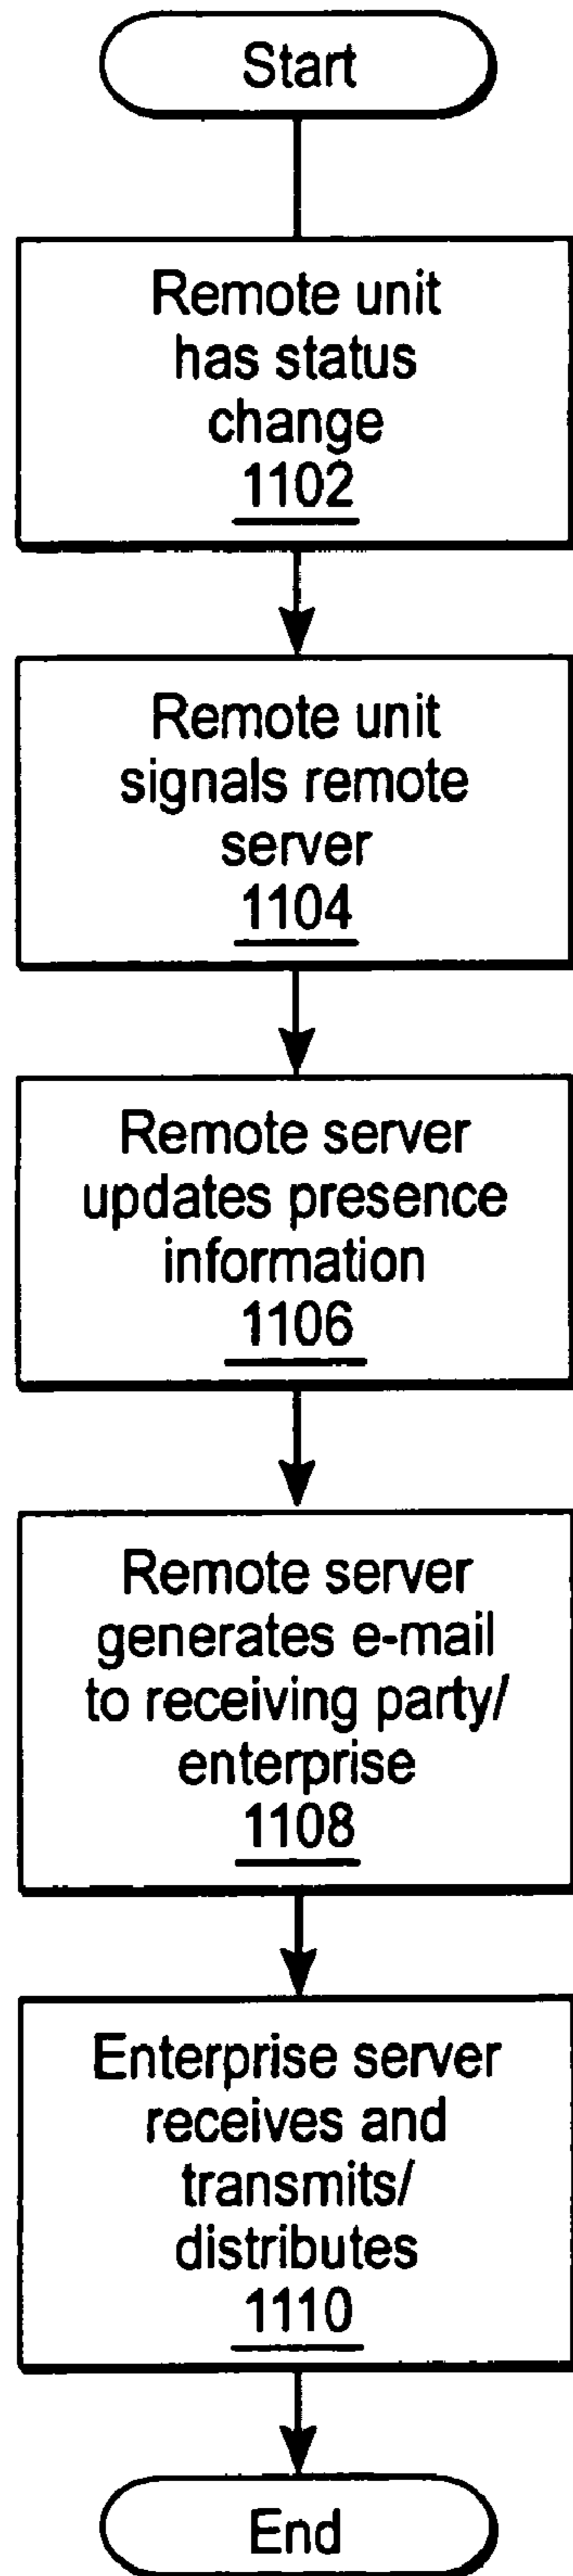 Start
Remote unit
has status
change
1102
Remote unit
signals remote
server
1104
Remote server
updates presence
information
1106
Remote server
generates e-mail
to receiving party/
enterprise
1108
Enterprise server
receives and
transmits/
distributes
1110
End